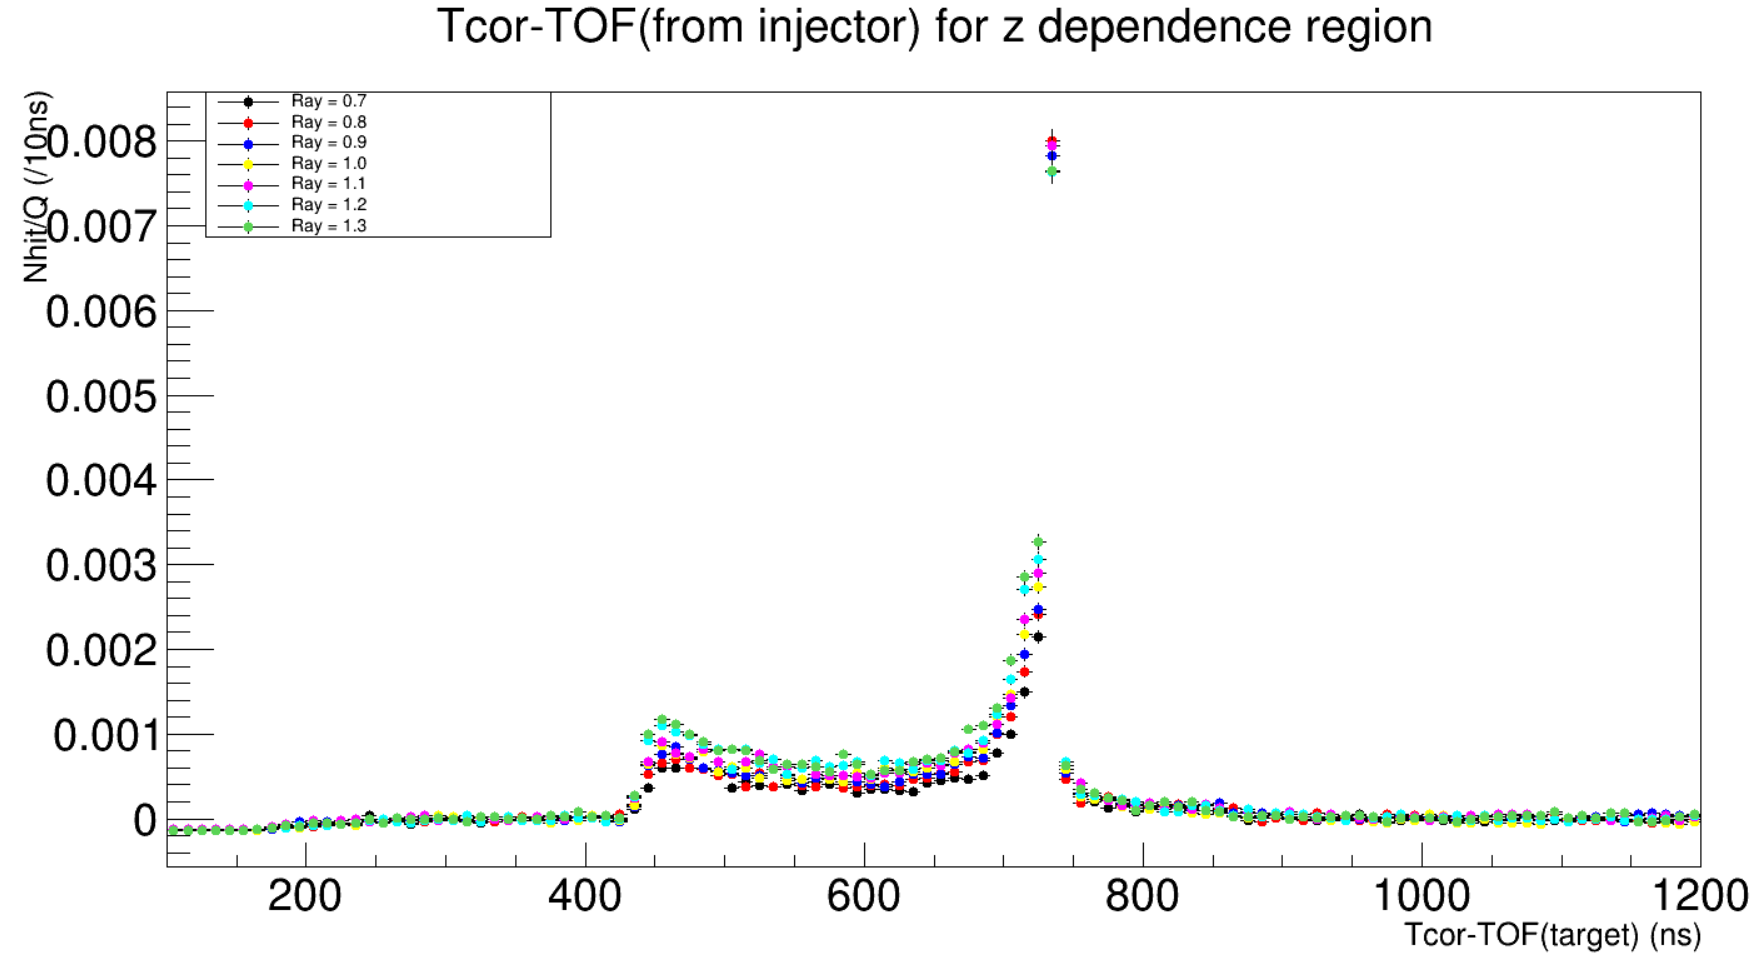 Tcor-TOF(from injector) for z dependence region
Nhit/Q (/10ns)
Ray = 0.7
Ray = 0.8
Ray = 0.9
Ray = 1.0
Ray = 1.1
Ray = 1.2
Ray = 1.3
0.008
0.007
0.006
0.005
0.004
0.003
0.002
0.001
0
200 400 600 800 1000 1200
Tcor-TOF(target) (ns)